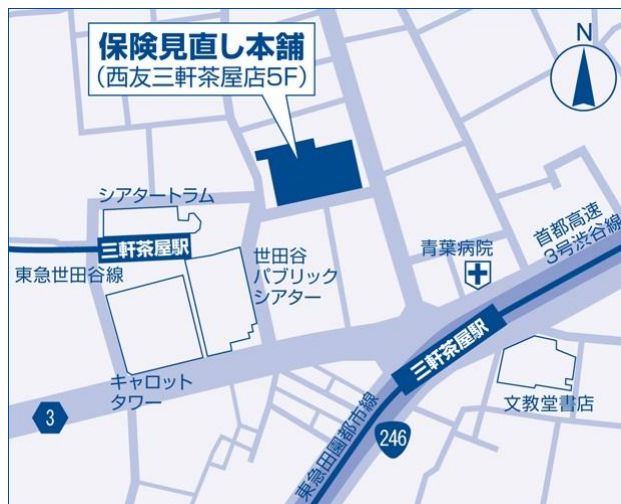 保険見直し本舗
(西友三軒茶屋店5F)
N
シアタートラム
三軒茶屋駅
東急世田谷線
世田谷
パブリック
シアター
青葉病院
首都高速
3号渋谷線
キャロット
タワー
三軒茶屋駅
文教堂書店
3
東急田園都市線
246